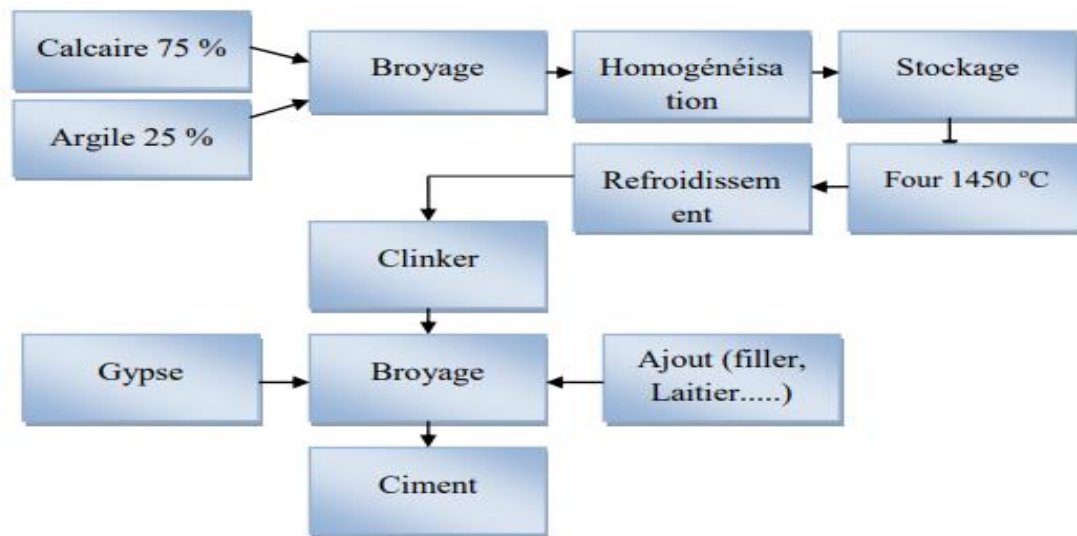 Calcaire 75 %
Argile 25 %
Broyage
Homogénéisa
tion
Stockage
Four 1450 ºC
Refroidissem
ent
Clinker
Gypse
Broyage
Ajout (filler,
Laitier.....)
Ciment